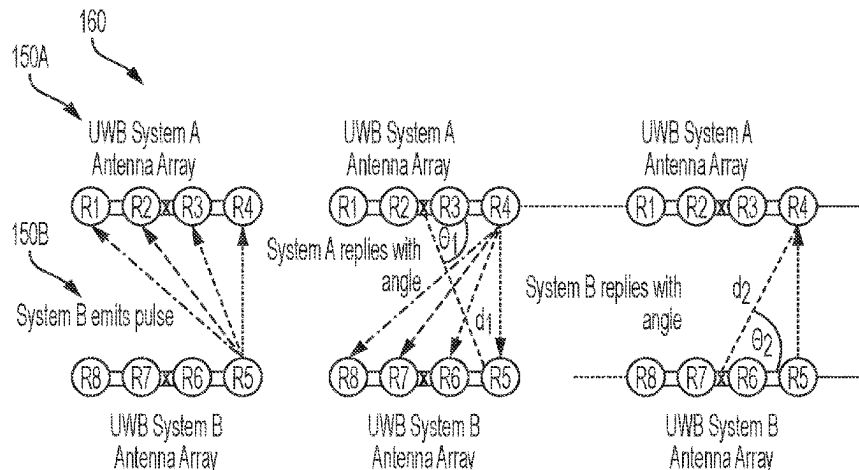 160
150A
UWB System A
Antenna Array
R1 R2 R3 R4
150B
System B emits pulse
R8 R7 R6 R5
UWB System B
Antenna Array
UWB System A
Antenna Array
R1 R2 R3 R4
Θ1
System A replies with
angle
d1
R8 R7 R6 R5
UWB System B
Antenna Array
UWB System A
Antenna Array
R1 R2 R3 R4
System B replies with
angle
d2
Θ2
R8 R7 R6 R5
UWB System B
Antenna Array